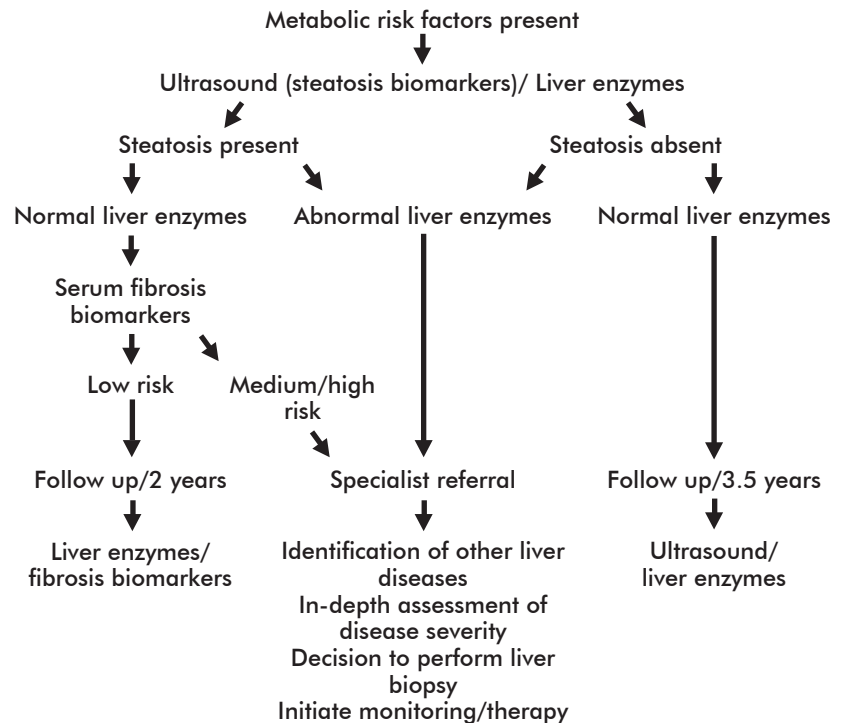 Metabolic risk factors present
Ultrasound (steatosis biomarkers)/ Liver enzymes
Steatosis present
Steatosis absent
Normal liver enzymes
Abnormal liver enzymes
Normal liver enzymes
Serum fibrosis
biomarkers
Low risk
Medium/high
risk
Follow up/2 years
Specialist referral
Follow up/3.5 years
Liver enzymes/
fibrosis biomarkers
Identification of other liver
diseases
In-depth assessment of
disease severity
Decision to perform liver
biopsy
Initiate monitoring/therapy
Ultrasound/
liver enzymes